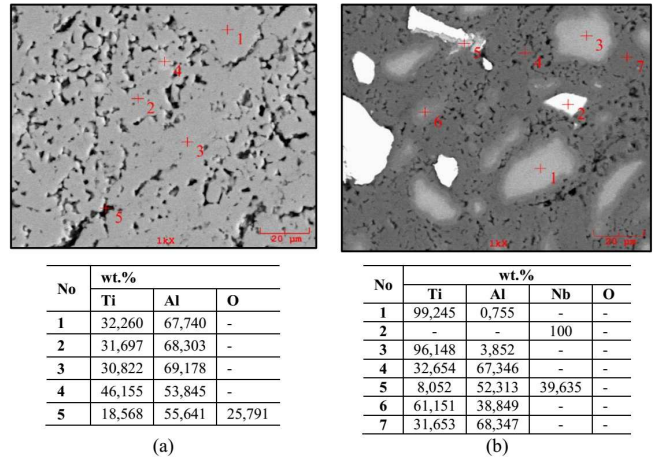 1
4
2
3
5
1kX
20 µm
5
4
3
7
6
2
1
1kX
No wt.%
Ti Al O
1 32,260 67,740 -
2 31,697 68,303 -
3 30,822 69,178 -
4 46,155 53,845 -
5 18,568 55,641 25,791
(a)
No wt.%
Ti Al Nb O
1 99,245 0,755 - -
2 - - 100 -
3 96,148 3,852 - -
4 32,654 67,346 - -
5 8,052 52,313 39,635 -
6 61,151 38,849 - -
7 31,653 68,347 - -
(b)